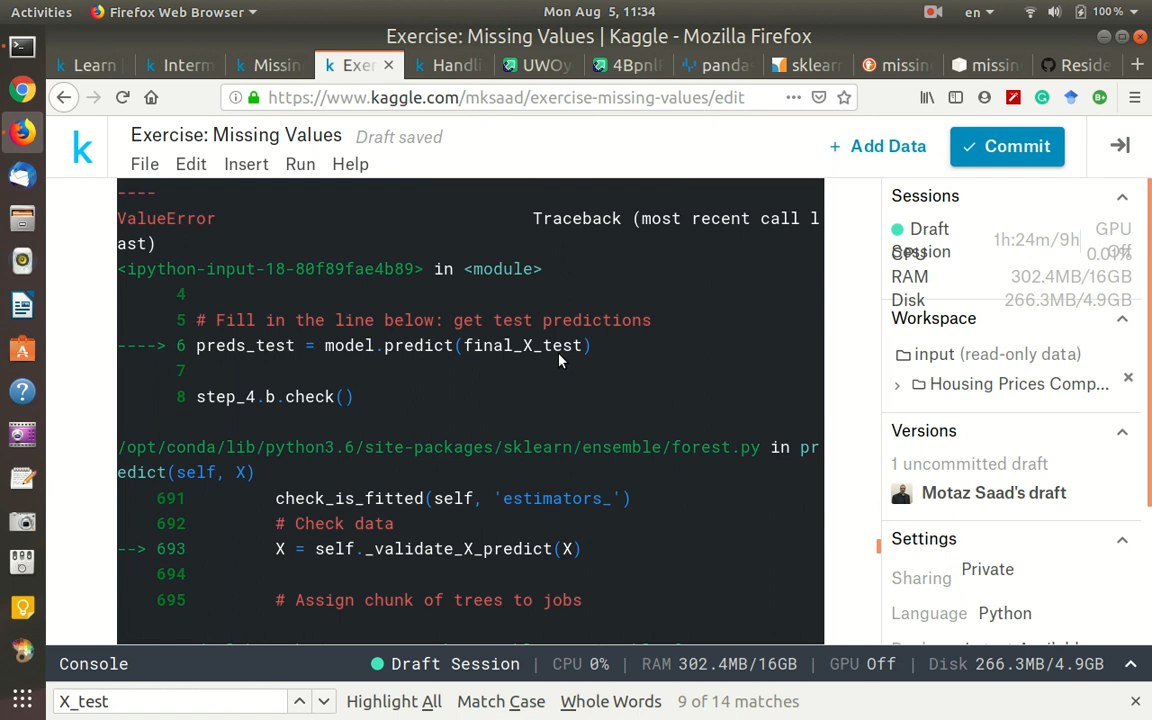 Activities Firefox Web Browser Mon Aug 5, 11:34 en 100%
Exercise: Missing Values | Kaggle - Mozilla Firefox
Learn Interm Missin Exer Handli UWOy 4Bpnl panda sklear missin missin Reside
https://www.kaggle.com/mksaad/exercise-missing-values/edit
Exercise: Missing Values Draft saved
File Edit Insert Run Help
+ Add Data
Commit
----
ValueError Traceback (most recent call l
ast)
<ipython-input-18-80f89fae4b89> in <module>
4
5 # Fill in the line below: get test predictions
----> 6 preds_test = model.predict(final_X_test)
7
8 step_4.b.check()
/opt/conda/lib/python3.6/site-packages/sklearn/ensemble/forest.py in pr
edict(self, X)
691 check_is_fitted(self, 'estimators_')
692 # Check data
--> 693 X = self._validate_X_predict(X)
694
695 # Assign chunk of trees to jobs
Sessions
Draft Session 1h:24m/9h GPU Off
CPU 0.01%
RAM 302.4MB/16GB
Disk 266.3MB/4.9GB
Workspace
input (read-only data)
Housing Prices Comp...
Versions
1 uncommitted draft
Motaz Saad's draft
Settings
Sharing Private
Language Python
Console Draft Session | CPU 0% | RAM 302.4MB/16GB | GPU Off | Disk 266.3MB/4.9GB
X_test Highlight All Match Case Whole Words 9 of 14 matches